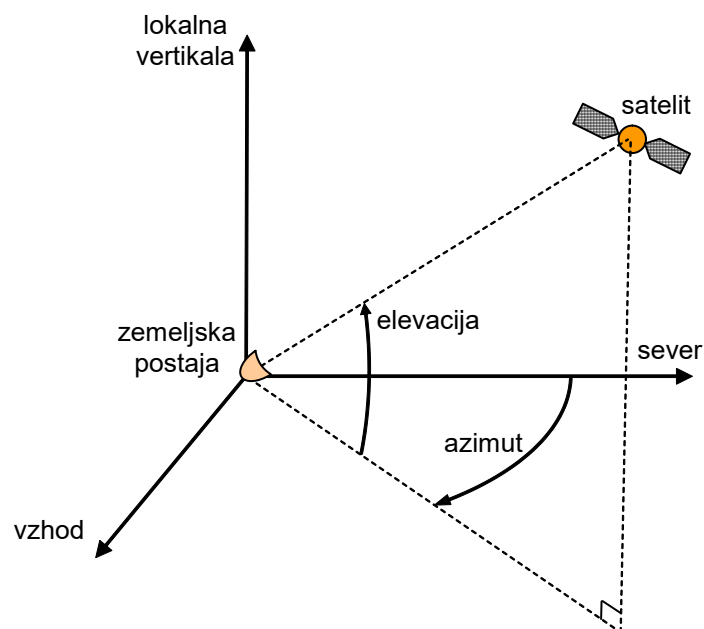 lokalna
vertikala
satelit
elevacija
zemeljska
postaja
sever
azimut
vzhod